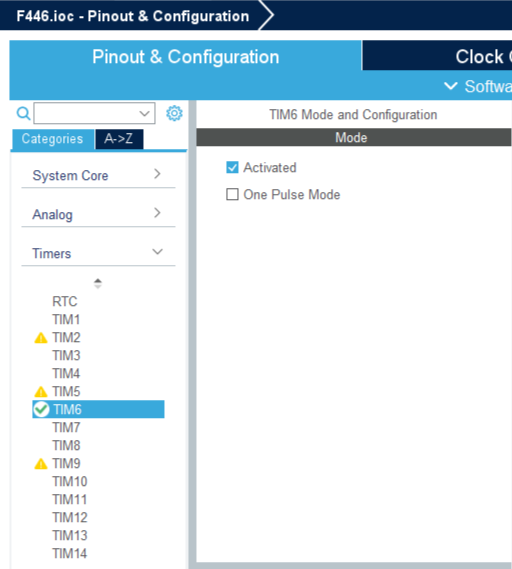 F446.ioc - Pinout & Configuration
Pinout & Configuration
Clock
Softwa
Categories
A->Z
System Core
Analog
Timers
RTC
TIM1
TIM2
TIM3
TIM4
TIM5
TIM6
TIM7
TIM8
TIM9
TIM10
TIM11
TIM12
TIM13
TIM14
TIM6 Mode and Configuration
Mode
Activated
One Pulse Mode